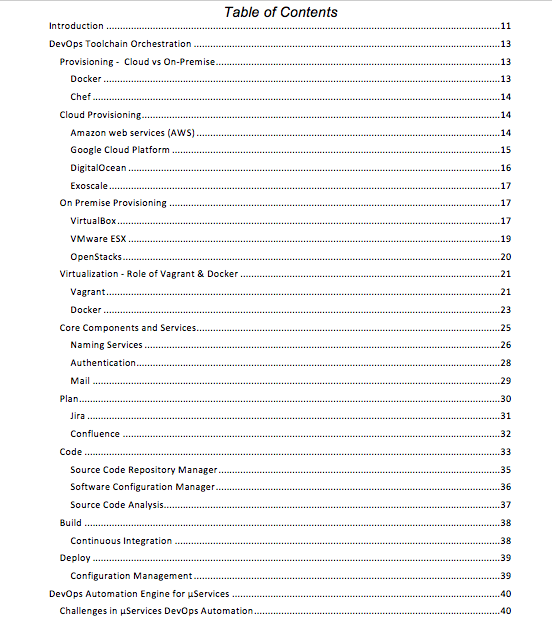 Table of Contents
Introduction ........ 11
DevOps Toolchain Orchestration ........ 13
Provisioning - Cloud vs On-Premise ........ 13
Docker ........ 13
Chef ........ 14
Cloud Provisioning ........ 14
Amazon web services (AWS) ........ 14
Google Cloud Platform ........ 15
DigitalOcean ........ 16
Exoscale ........ 17
On Premise Provisioning ........ 17
VirtualBox ........ 17
VMware ESX ........ 19
OpenStacks ........ 20
Virtualization - Role of Vagrant & Docker ........ 21
Vagrant ........ 21
Docker ........ 23
Core Components and Services ........ 25
Naming Services ........ 26
Authentication ........ 28
Mail ........ 29
Plan ........ 30
Jira ........ 31
Confluence ........ 32
Code ........ 33
Source Code Repository Manager ........ 35
Software Configuration Manager ........ 36
Source Code Analysis ........ 37
Build ........ 38
Continuous Integration ........ 38
Deploy ........ 39
Configuration Management ........ 39
DevOps Automation Engine for µServices ........ 40
Challenges in µServices DevOps Automation ........ 40